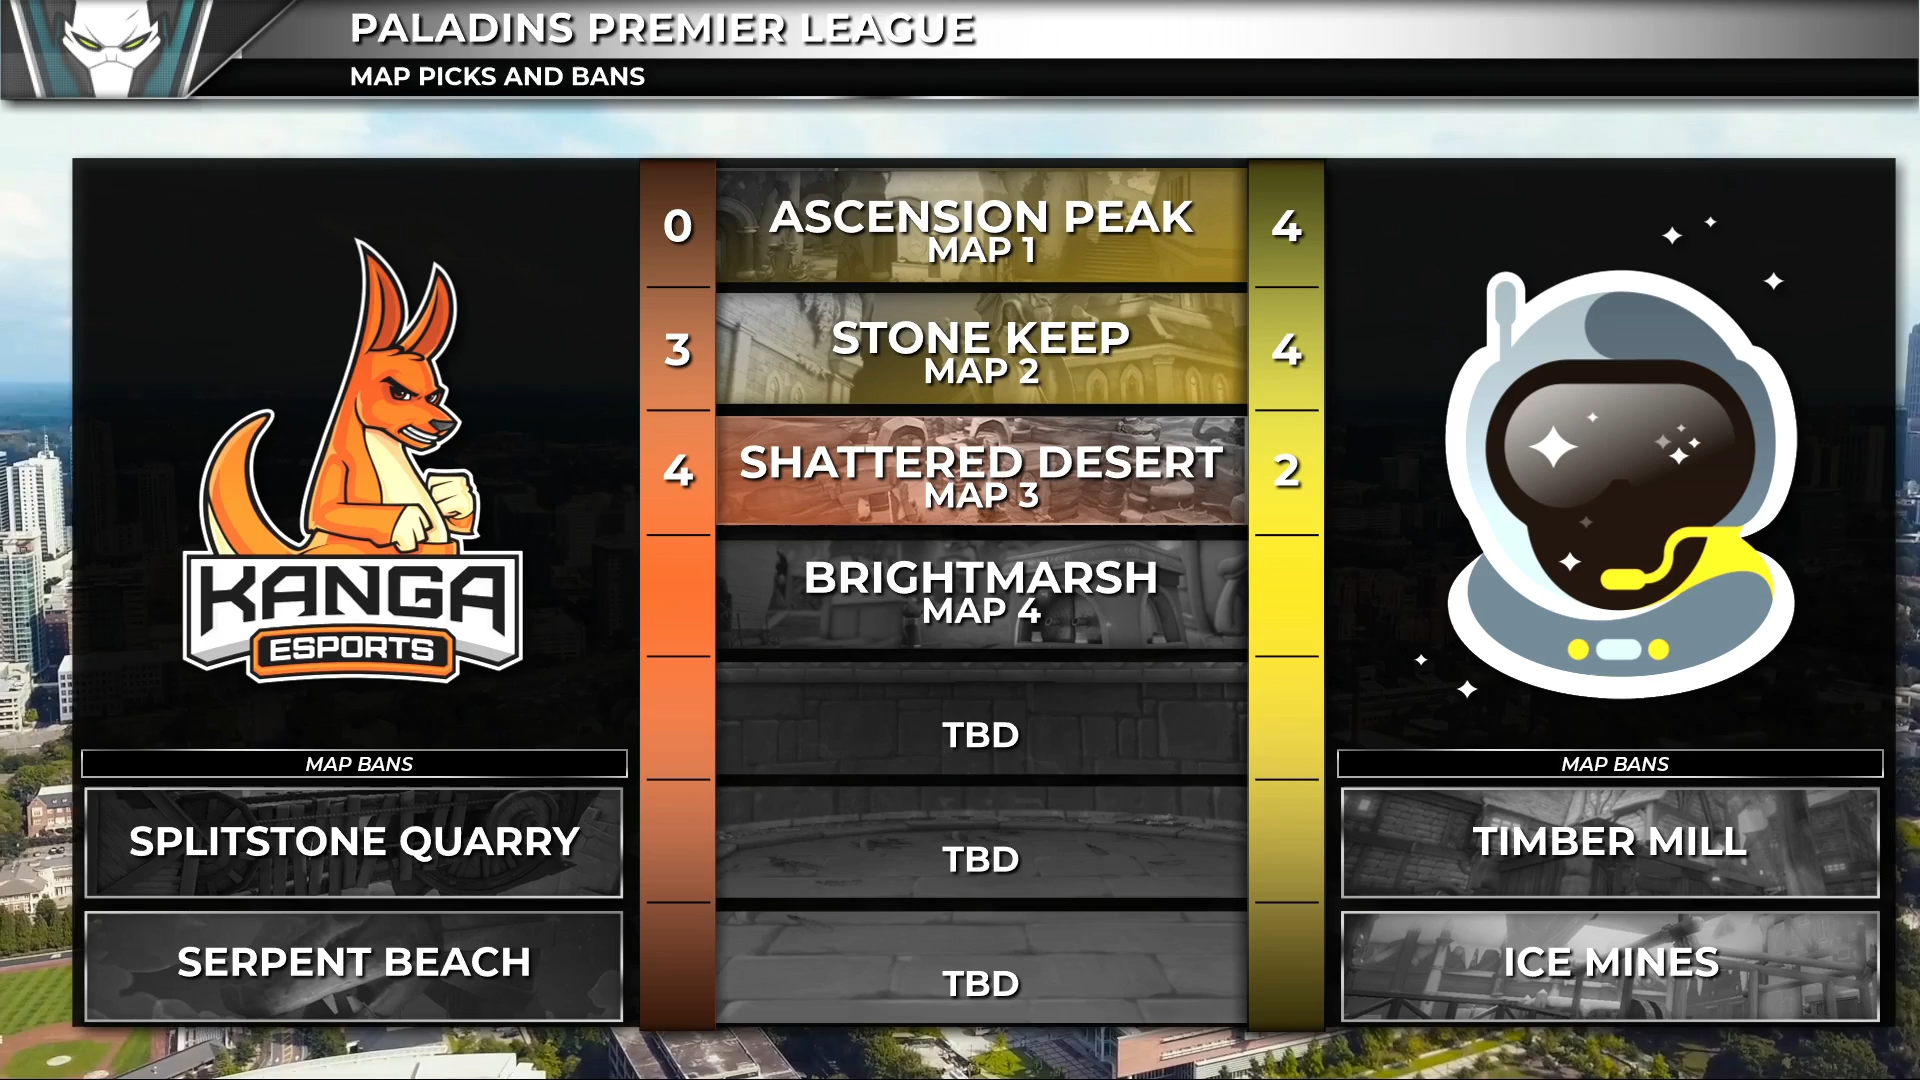 PALADINS PREMIER LEAGUE
MAP PICKS AND BANS
0
ASCENSION PEAK
MAP 1
4
3
STONE KEEP
MAP 2
4
4
SHATTERED DESERT
MAP 3
2
BRIGHTMARSH
MAP 4
TBD
TBD
TBD
KANGA
ESPORTS
MAP BANS
SPLITSTONE QUARRY
SERPENT BEACH
MAP BANS
TIMBER MILL
ICE MINES